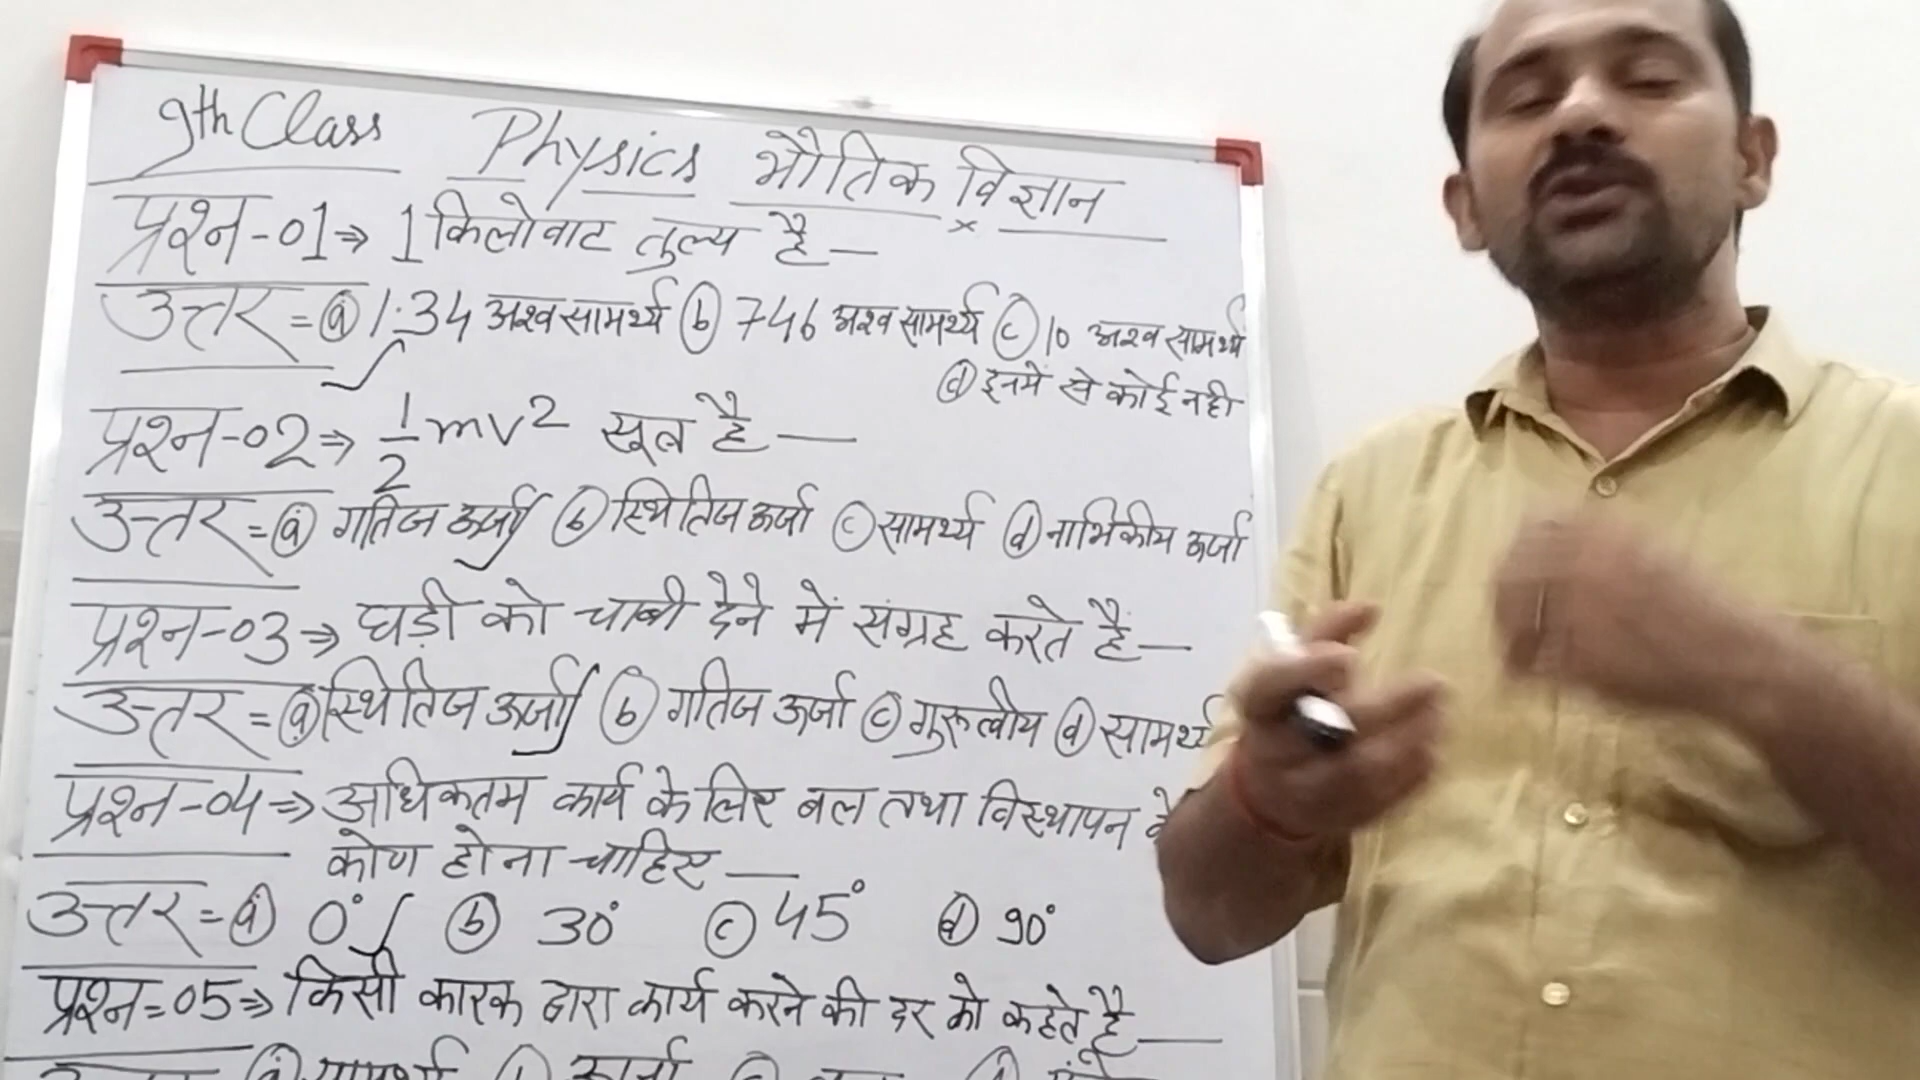 9th Class Physics भौतिक विज्ञान
प्रश्न-01⇒ 1 किलोवाट तुल्य है —
उत्तर = (a) 1.34 अश्व सामर्थ्य (b) 746 अश्व सामर्थ्य (c) 10 अश्व सामर्थ्य
(d) इनमें से कोई नही
प्रश्न-02⇒ 1/2 mv² सूत्र है —
उत्तर = (a) गतिज ऊर्जा (b) स्थितिज ऊर्जा (c) सामर्थ्य (d) नाभिकीय ऊर्जा
प्रश्न-03⇒ घड़ी को चाबी देने में संग्रह करते हैं —
उत्तर = (a) स्थितिज ऊर्जा (b) गतिज ऊर्जा (c) गुरुत्वीय (d) सामर्थ्य
प्रश्न-04⇒ अधिकतम कार्य के लिए बल तथा विस्थापन
कोण होना चाहिए —
उत्तर = (a) 0° (b) 30° (c) 45° (d) 90°
प्रश्न=05⇒ किसी कारक द्वारा कार्य करने की दर को कहते है —
(a) सामर्थ्य ऊर्जा